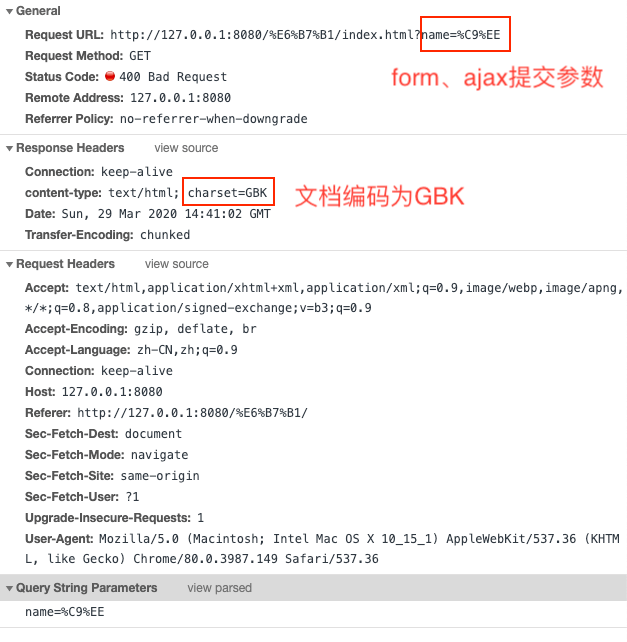 General
Request URL: http://127.0.0.1:8080/%E6%B7%B1/index.html?name=%C9%EE
Request Method: GET
Status Code: 400 Bad Request
form、ajax提交参数
Remote Address: 127.0.0.1:8080
Referrer Policy: no-referrer-when-downgrade
Response Headers view source
Connection: keep-alive
content-type: text/html; charset=GBK
文档编码为GBK
Date: Sun, 29 Mar 2020 14:41:02 GMT
Transfer-Encoding: chunked
Request Headers view source
Accept: text/html,application/xhtml+xml,application/xml;q=0.9,image/webp,image/apng,
*/*;q=0.8,application/signed-exchange;v=b3;q=0.9
Accept-Encoding: gzip, deflate, br
Accept-Language: zh-CN,zh;q=0.9
Connection: keep-alive
Host: 127.0.0.1:8080
Referer: http://127.0.0.1:8080/%E6%B7%B1/
Sec-Fetch-Dest: document
Sec-Fetch-Mode: navigate
Sec-Fetch-Site: same-origin
Sec-Fetch-User: ?1
Upgrade-Insecure-Requests: 1
User-Agent: Mozilla/5.0 (Macintosh; Intel Mac OS X 10_15_1) AppleWebKit/537.36 (KHTM
L, like Gecko) Chrome/80.0.3987.149 Safari/537.36
Query String Parameters view parsed
name=%C9%EE